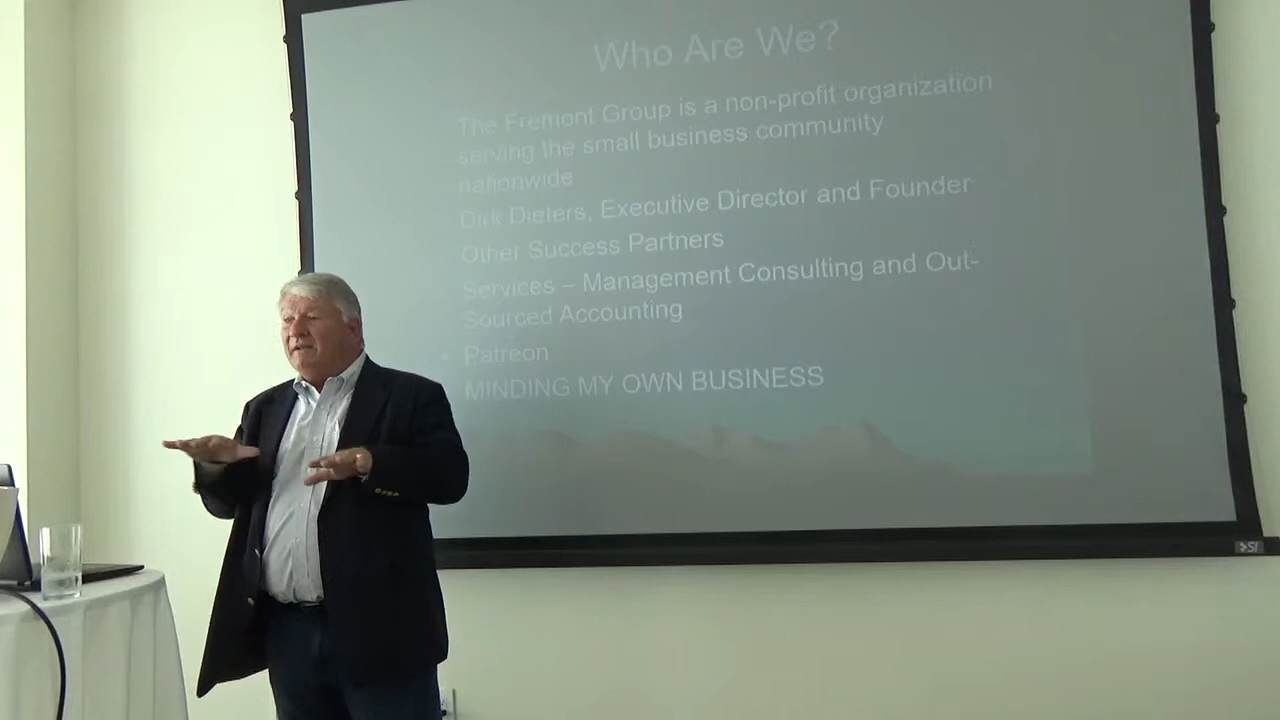 Who Are We?
The Fremont Group is a non-profit organization
serving the small business community
nationwide
Dirk Dieters, Executive Director and Founder
Other Success Partners
Services – Management Consulting and Out-
Sourced Accounting
• Patreon
MINDING MY OWN BUSINESS